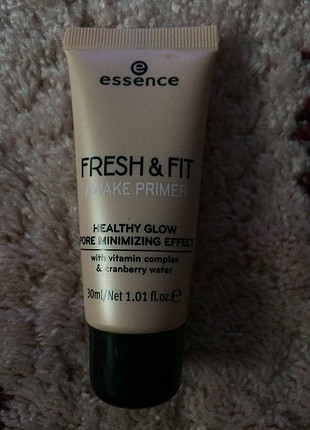 essence
FRESH & FIT
AWAKE PRIMER
HEALTHY GLOW
PORE MINIMIZING EFFECT
with vitamin complex
& cranberry water
30ml/Net 1.01 fl.oz.℮